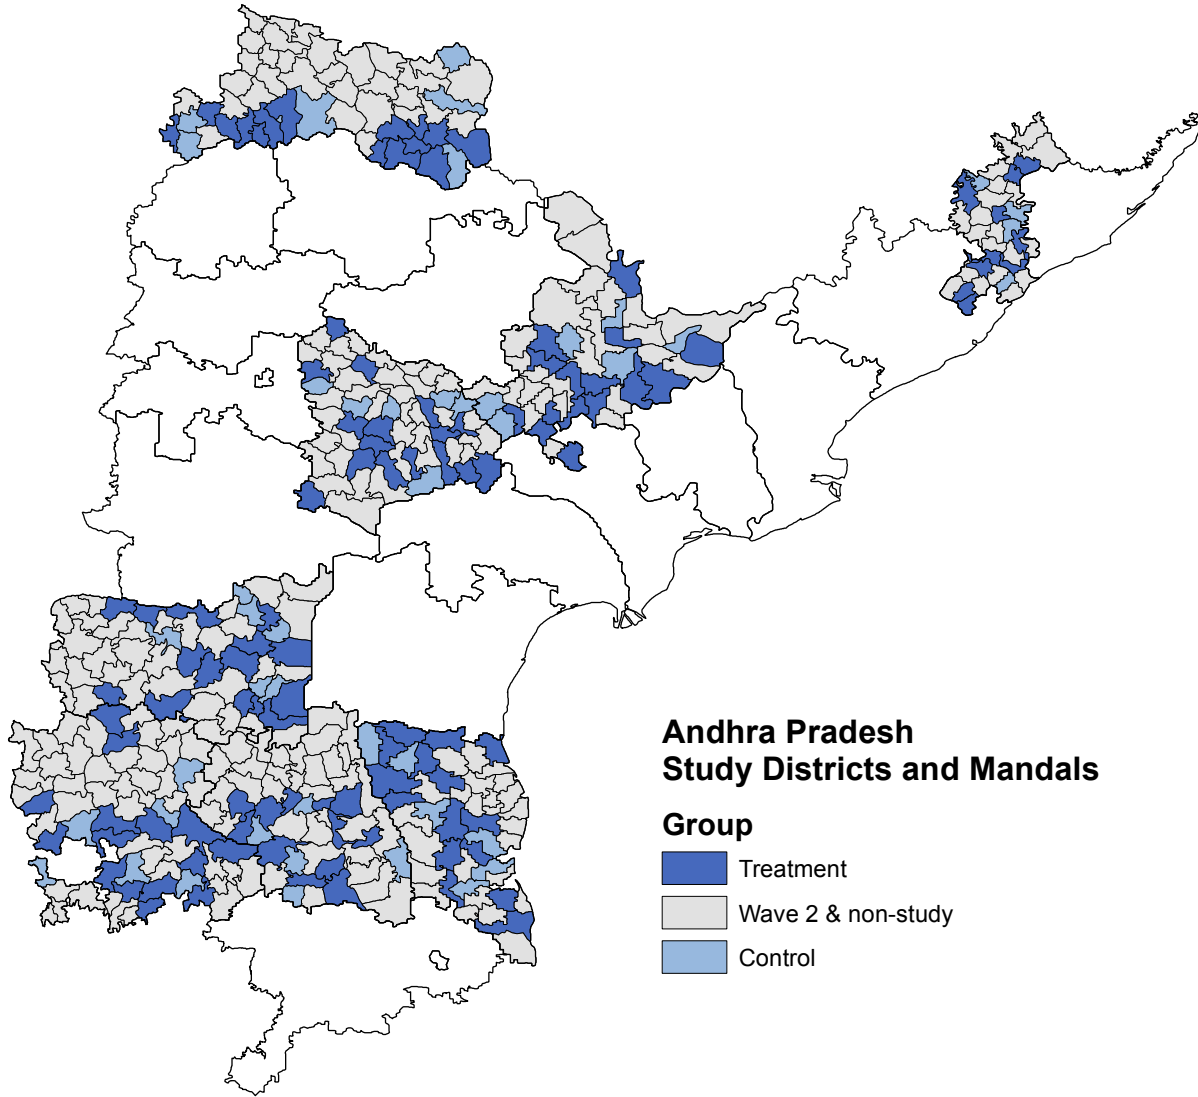 Andhra Pradesh
Study Districts and Mandals
Group
Treatment
Wave 2 & non-study
Control